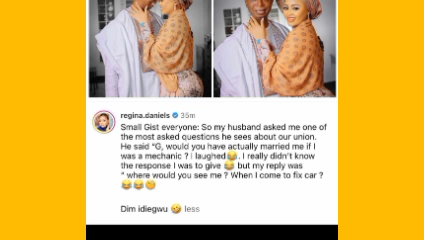 regina.daniels 35m
Small Gist everyone: So my husband asked me one of
the most asked questions he sees about our union.
He said “G, would you have actually married me if I
was a mechanic ? I laughed😂. I really didn't know
the response I was to give 😂 but my reply was
“ where would you see me ? When I come to fix car ?
😂😂🤔
Dim idiegwu 🤣 less